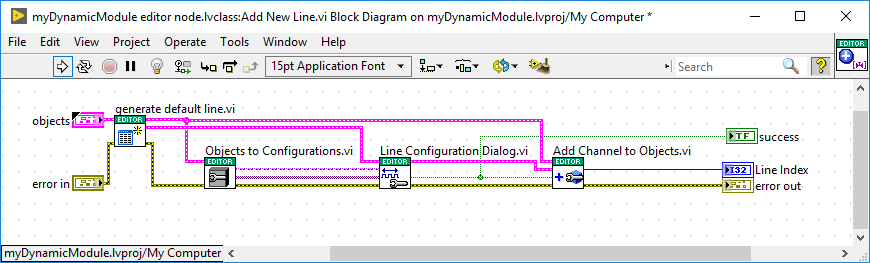 myDynamicModule editor node.lvclass:Add New Line.vi Block Diagram on myDynamicModule.lvproj/My Computer *
File Edit View Project Operate Tools Window Help
15pt Application Font Search ? EDITOR
generate default line.vi
objects EDITOR
Objects to Configurations.vi Line Configuration Dialog.vi Add Channel to Objects.vi TF success
EDITOR EDITOR EDITOR
I32 Line Index
error in error out
myDynamicModule.lvproj/My Computer